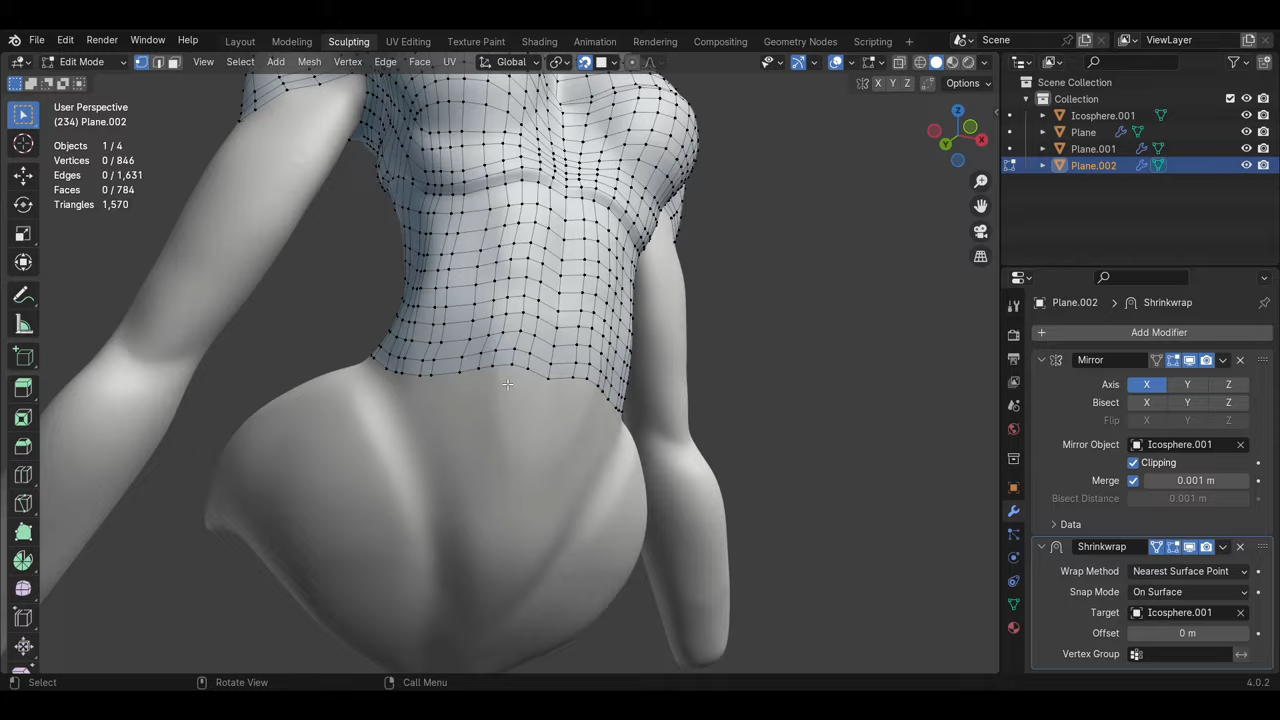 File Edit Render Window Help Layout Modeling Sculpting UV Editing Texture Paint Shading Animation Rendering Compositing Geometry Nodes Scripting + Scene ViewLayer
Edit Mode View Select Add Mesh Vertex Edge Face UV Global
X Y Z Options
User Perspective
(234) Plane.002
Objects 1 / 4
Vertices 0 / 846
Edges 0 / 1,631
Faces 0 / 784
Triangles 1,570
Z
X
Y
Scene Collection
Collection
Icosphere.001
Plane
Plane.001
Plane.002
Plane.002 > Shrinkwrap
+ Add Modifier
Mirror
Axis X Y Z
Bisect X Y Z
Flip X Y Z
Mirror Object Icosphere.001
Clipping
Merge 0.001 m
Bisect Distance 0.001 m
Data
Shrinkwrap
Wrap Method Nearest Surface Point
Snap Mode On Surface
Target Icosphere.001
Offset 0 m
Vertex Group
Select Rotate View Call Menu 4.0.2